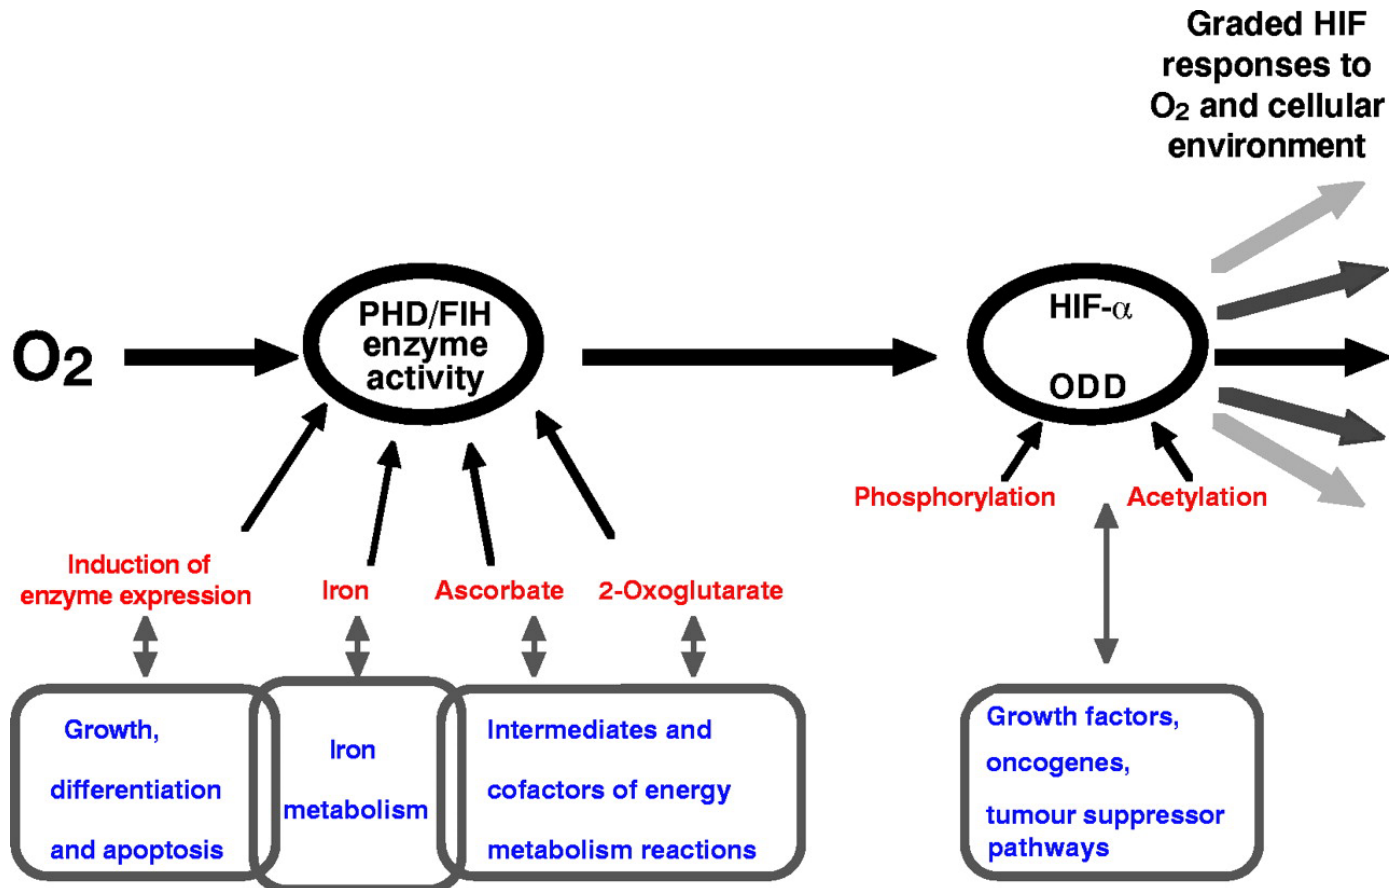 Graded HIF
responses to
O₂ and cellular
environment
O₂
PHD/FIH
enzyme
activity
HIF-α
ODD
Phosphorylation
Acetylation
Induction of
enzyme expression
Iron
Ascorbate
2-Oxoglutarate
Growth,
differentiation
and apoptosis
Iron
metabolism
Intermediates and
cofactors of energy
metabolism reactions
Growth factors,
oncogenes,
tumour suppressor
pathways